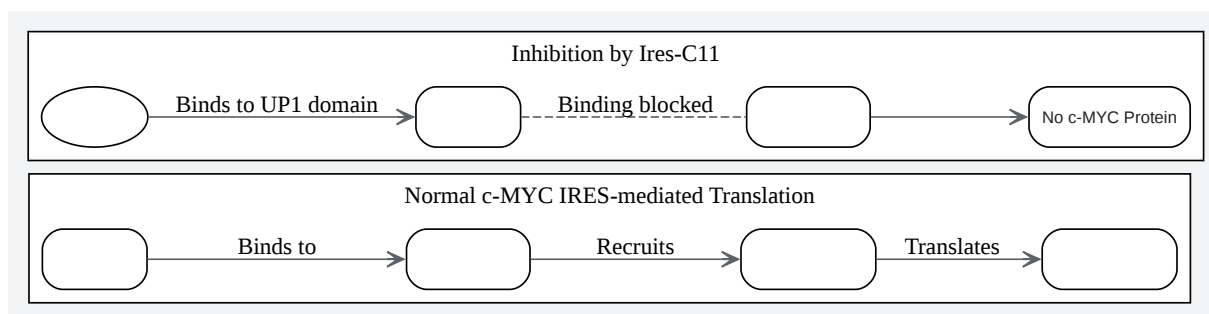 Inhibition by Ires-C11
Binds to UP1 domain
Binding blocked
No c-MYC Protein
Normal c-MYC IRES-mediated Translation
Binds to
Recruits
Translates